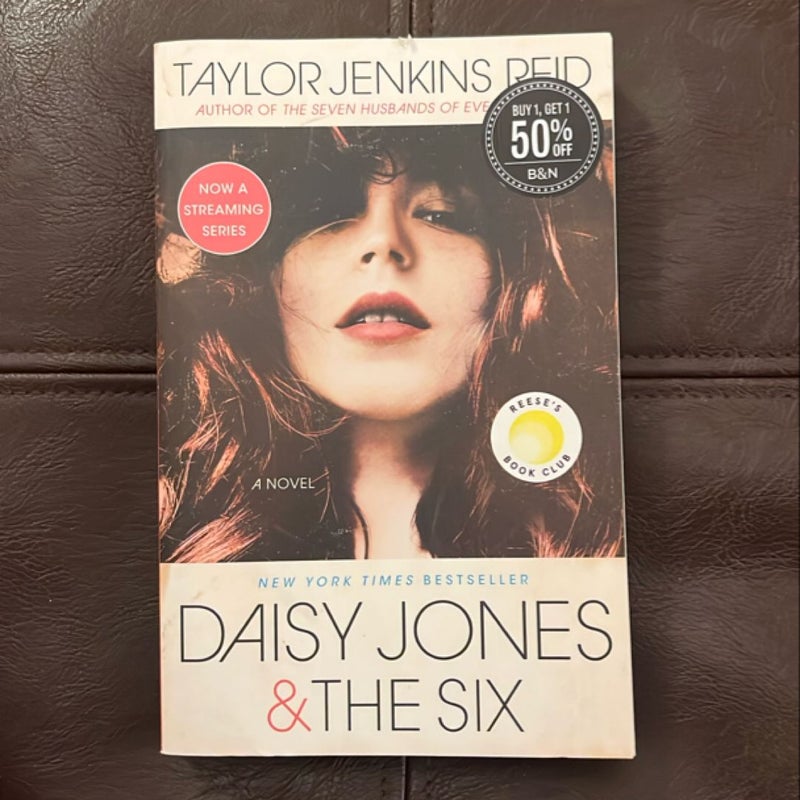 TAYLOR JENKINS REID
AUTHOR OF THE SEVEN HUSBANDS OF
BUY 1, GET 1
50%
OFF
B&N
NOW A
STREAMING
SERIES
REESE'S
BOOK CLUB
A NOVEL
NEW YORK TIMES BESTSELLER
DAISY JONES
&THE SIX